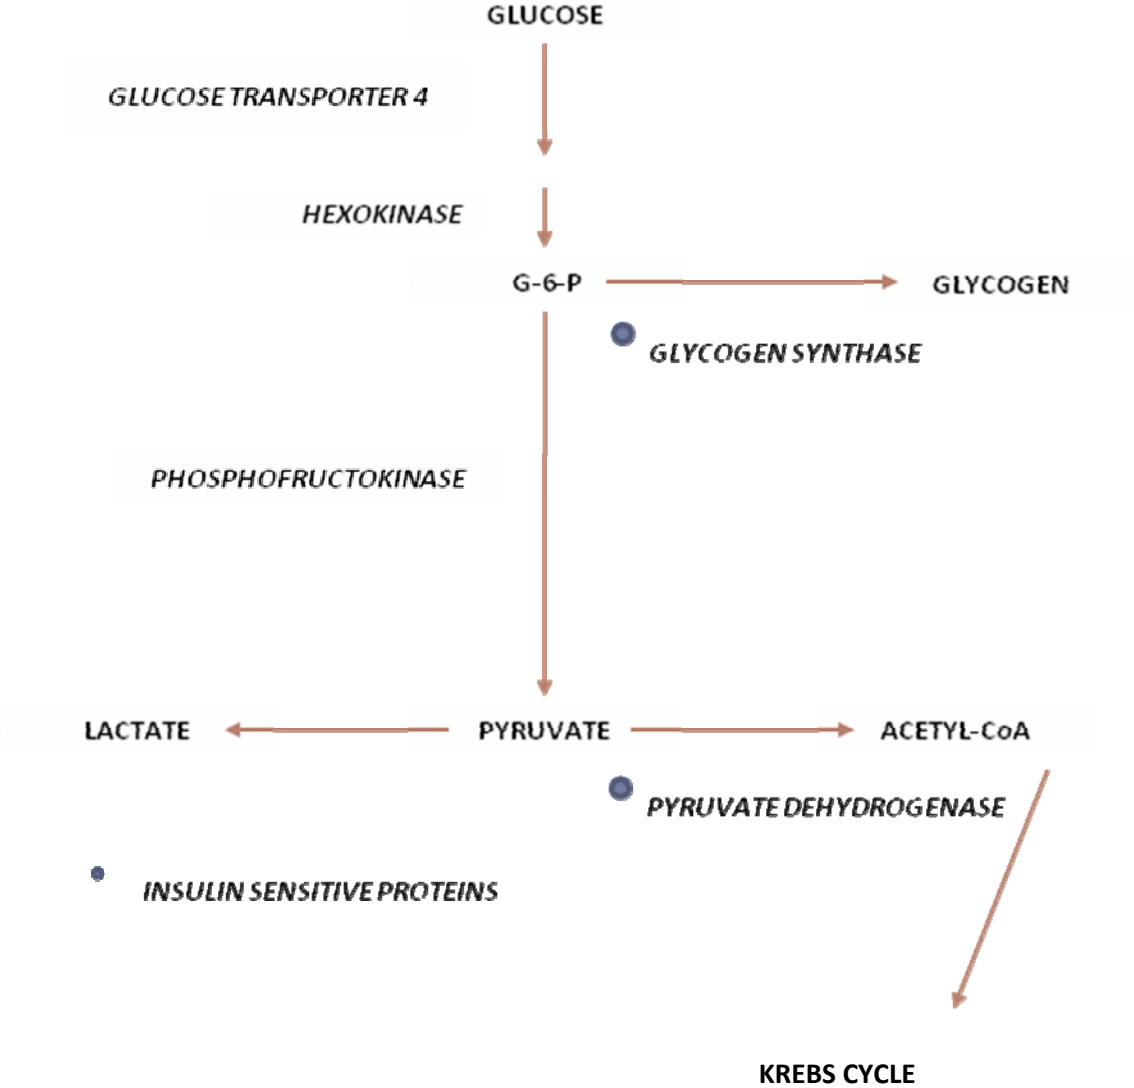 GLUCOSE
GLUCOSE TRANSPORTER 4
HEXOKINASE
G-6-P
GLYCOGEN
GLYCOGEN SYNTHASE
PHOSPHOFRUCTOKINASE
LACTATE
PYRUVATE
ACETYL-CoA
PYRUVATE DEHYDROGENASE
INSULIN SENSITIVE PROTEINS
KREBS CYCLE